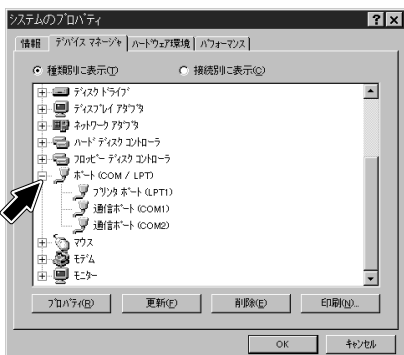 システムのプロパティ
情報 デバイス マネージャ ハードウェア環境 パフォーマンス
種類別に表示(T) 接続別に表示(C)
ディスク ドライブ
ディスプレイ アダプタ
ネットワーク アダプタ
ハード ディスク コントローラ
フロッピー ディスク コントローラ
ポート (COM / LPT)
プリンタ ポート (LPT1)
通信ポート (COM1)
通信ポート (COM2)
マウス
モデム
モニター
プロパティ(R) 更新(F) 削除(E) 印刷(N)...
OK キャンセル